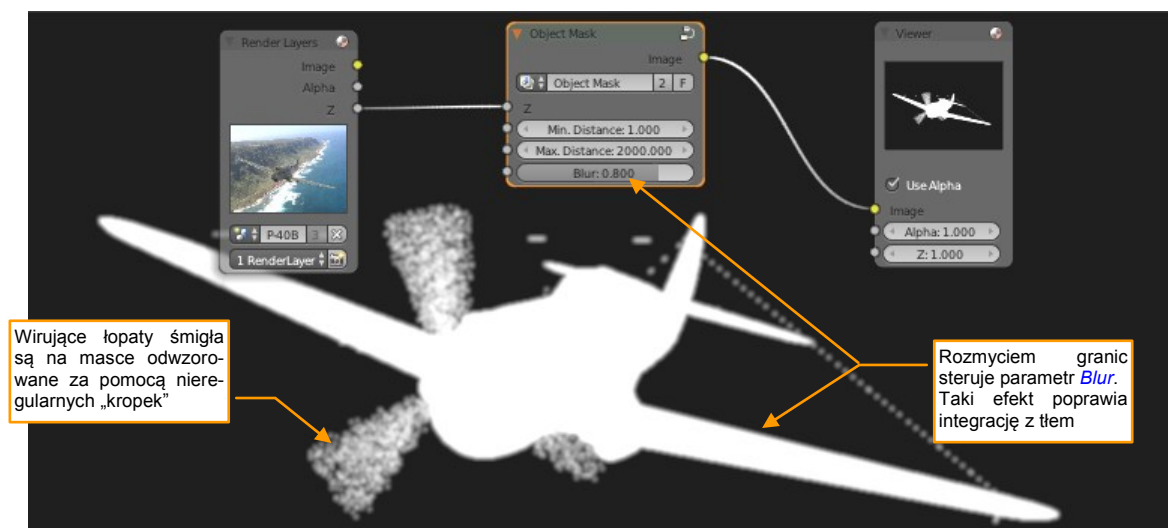 Render Layers
Image
Alpha
Z
P-40B 3
1 RenderLayer
Object Mask
Image
Object Mask 2 F
Z
Min. Distance: 1.000
Max. Distance: 2000.000
Blur: 0.800
Viewer
Use Alpha
Image
Alpha: 1.000
Z: 1.000
Wirujące łopaty śmigła
są na masce odwzoro-
wane za pomocą niere-
gularnych „kropek”
Rozmyciem granic
steruje parametr Blur.
Taki efekt poprawia
integrację z tłem